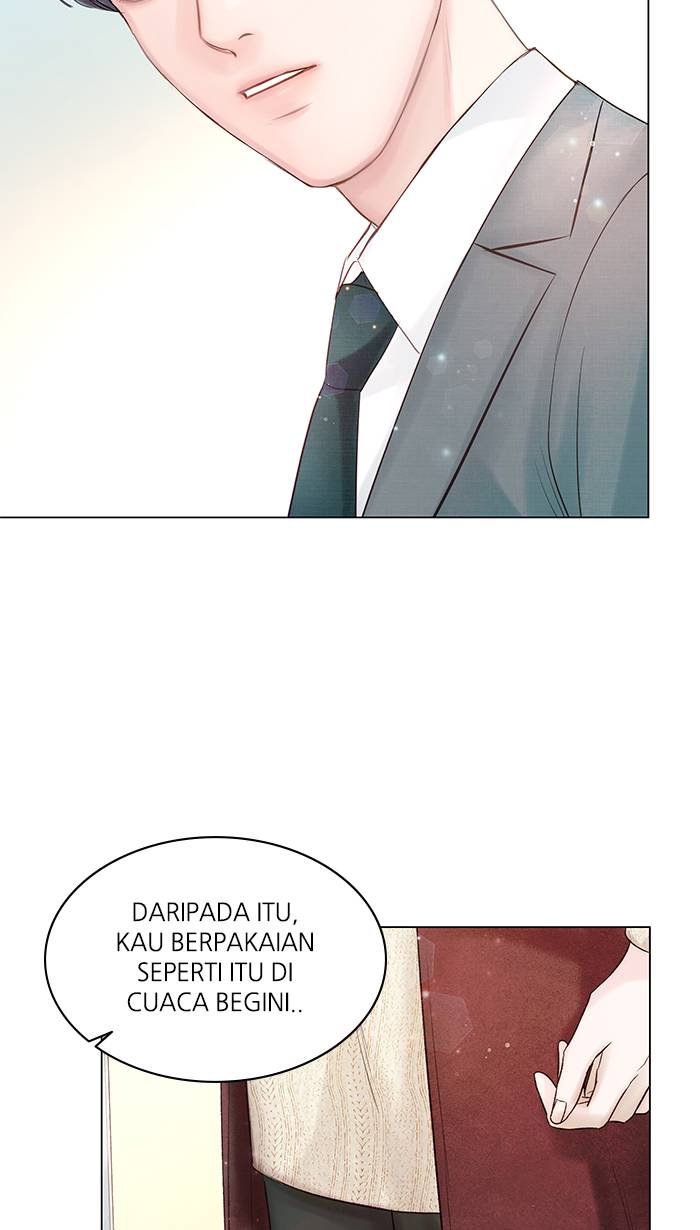 DARIPADA ITU,
KAU BERPAKAIAN
SEPERTI ITU DI
CUACA BEGINI..